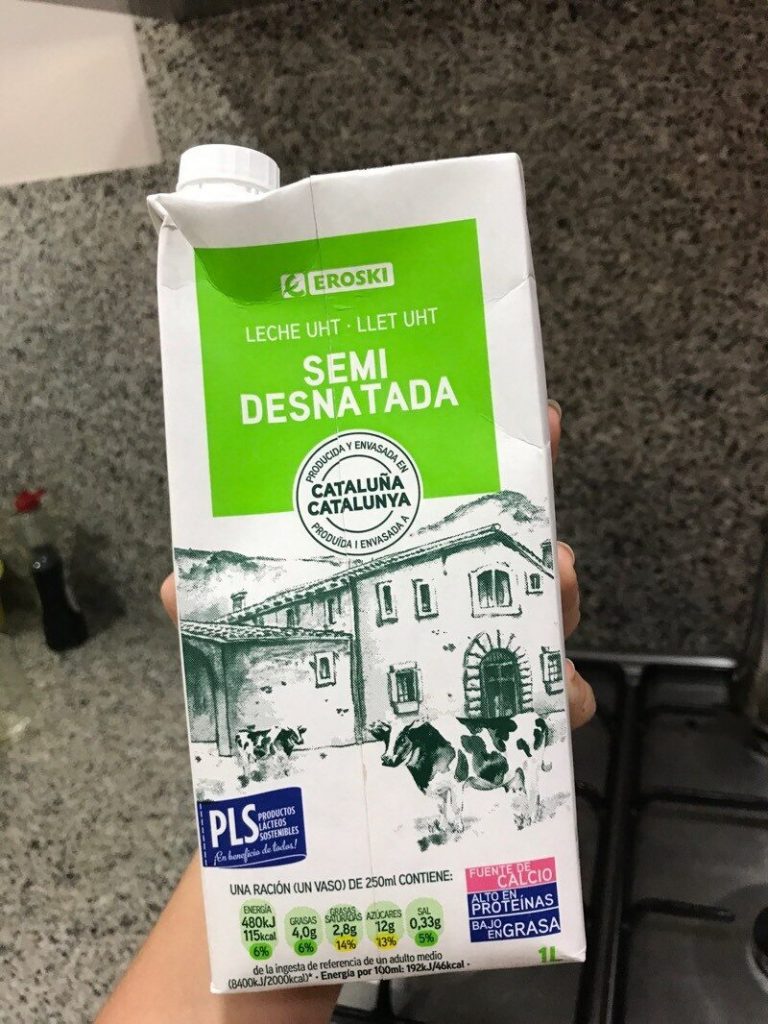 EROSKI
LECHE UHT · LLET UHT
SEMI
DESNATADA
PRODUCIDA Y ENVASADA EN
CATALUÑA
CATALUNYA
PRODUÏDA I ENVASADA A
PLS PRODUCTOS
LÁCTEOS
SOSTENIBLES
¡En beneficio de todos!
UNA RACIÓN (UN VASO) DE 250ml CONTIENE:
ENERGÍA
480kJ
115kcal
6%
GRASAS
4,0g
6%
GRASAS
SATURADAS
2,8g
14%
AZÚCARES
12g
13%
SAL
0,33g
5%
de la ingesta de referencia de un adulto medio
(8400kJ/2000kcal)* · Energía por 100ml: 192kJ/46kcal ·
FUENTE DE
CALCIO
ALTO EN
PROTEÍNAS
BAJO
EN GRASA
1L